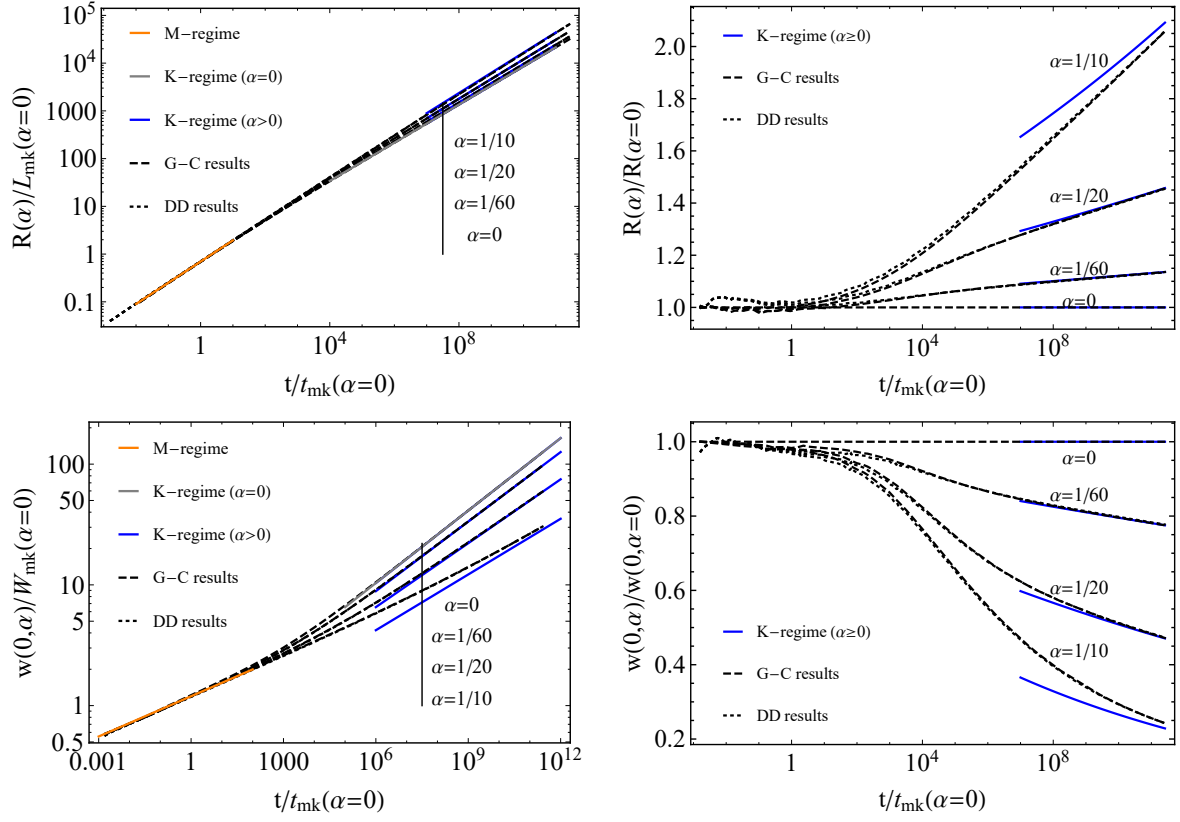 10^5
10^4
1000
100
10
1
0.1
R(α)/L_mk(α=0)
M−regime
K−regime (α=0)
K−regime (α>0)
G−C results
DD results
α=1/10
α=1/20
α=1/60
α=0
1 10^4 10^8
t/t_mk(α=0)
2.0
1.8
1.6
1.4
1.2
1.0
R(α)/R(α=0)
K−regime (α≥0)
G−C results
DD results
α=1/10
α=1/20
α=1/60
α=0
1 10^4 10^8
t/t_mk(α=0)
100
50
10
5
1
0.5
w(0,α)/W_mk(α=0)
M−regime
K−regime (α=0)
K−regime (α>0)
G−C results
DD results
α=0
α=1/60
α=1/20
α=1/10
0.001 1 1000 10^6 10^9 10^12
t/t_mk(α=0)
1.0
0.8
0.6
0.4
0.2
w(0,α)/w(0,α=0)
α=0
α=1/60
α=1/20
α=1/10
K−regime (α≥0)
G−C results
DD results
1 10^4 10^8
t/t_mk(α=0)